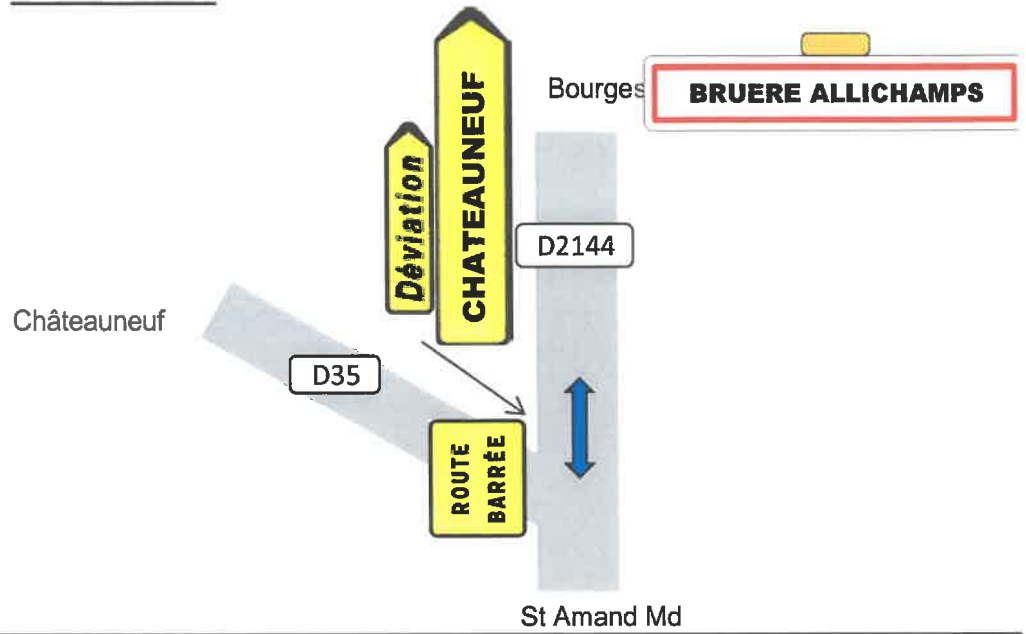 Bourges
BRUERE ALLICHAMPS
Déviation
CHATEAUNEUF
D2144
Châteauneuf
D35
ROUTE
BARRÉE
St Amand Md